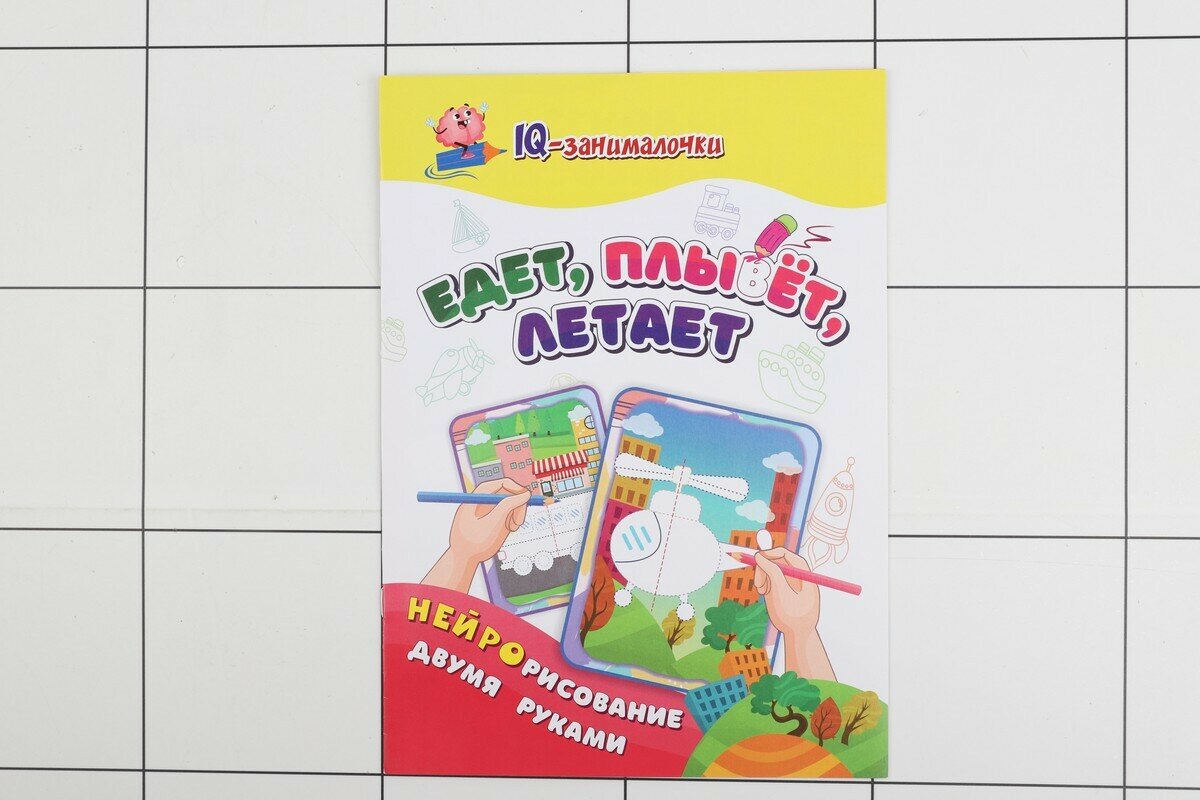 IQ-занималочки
ЕДЕТ, ПЛЫВЁТ,
ЛЕТАЕТ
НЕЙРОРИСОВАНИЕ
ДВУМЯ РУКАМИ